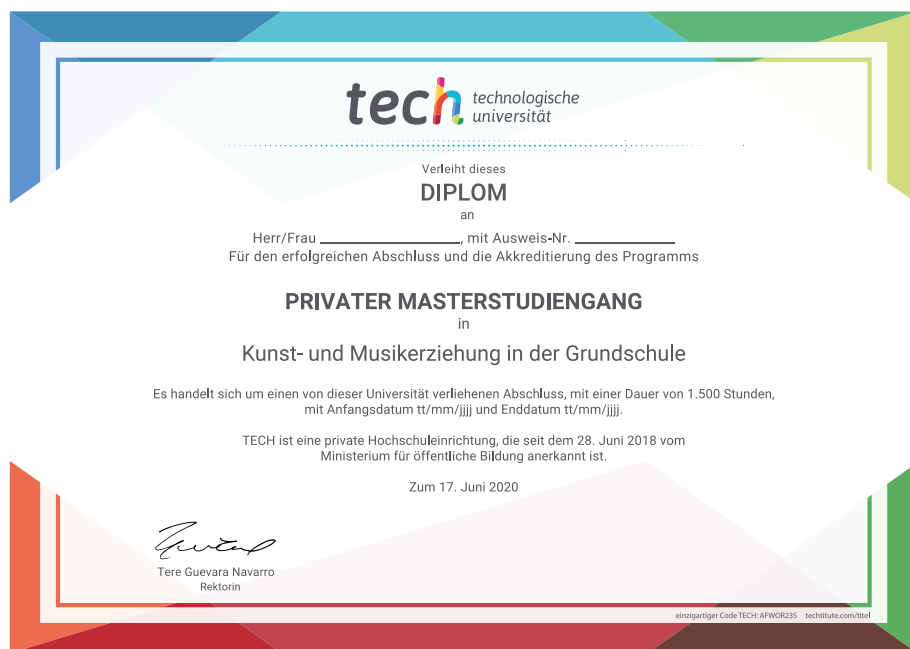 tech technologische
universität
Verleiht dieses
DIPLOM
an
Herr/Frau ____________________, mit Ausweis-Nr. ______________
Für den erfolgreichen Abschluss und die Akkreditierung des Programms
PRIVATER MASTERSTUDIENGANG
in
Kunst- und Musikerziehung in der Grundschule
Es handelt sich um einen von dieser Universität verliehenen Abschluss, mit einer Dauer von 1.500 Stunden,
mit Anfangsdatum tt/mm/jjjj und Enddatum tt/mm/jjjj.
TECH ist eine private Hochschuleinrichtung, die seit dem 28. Juni 2018 vom
Ministerium für öffentliche Bildung anerkannt ist.
Zum 17. Juni 2020
Tere Guevara Navarro
Rektorin
einzigartiger Code TECH: AFWOR23S techtitute.com/titel